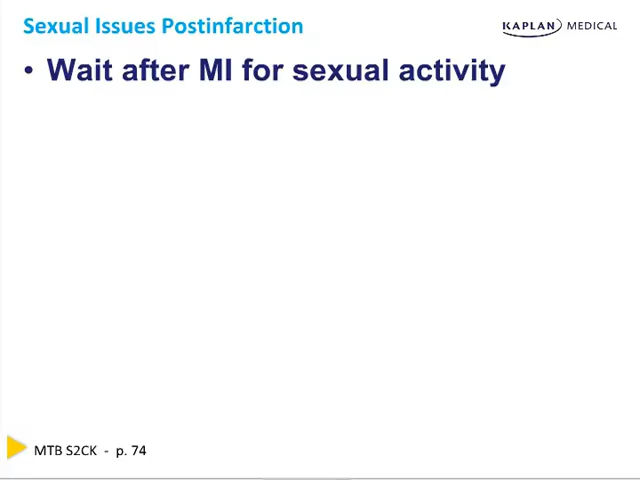 Sexual Issues Postinfarction
KAPLAN MEDICAL
• Wait after MI for sexual activity
MTB S2CK - p. 74